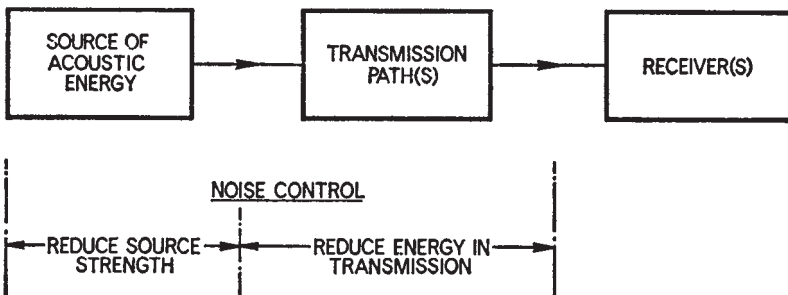 SOURCE OF
ACOUSTIC
ENERGY
TRANSMISSION
PATH(S)
RECEIVER(S)
NOISE CONTROL
REDUCE SOURCE
STRENGTH
REDUCE ENERGY IN
TRANSMISSION